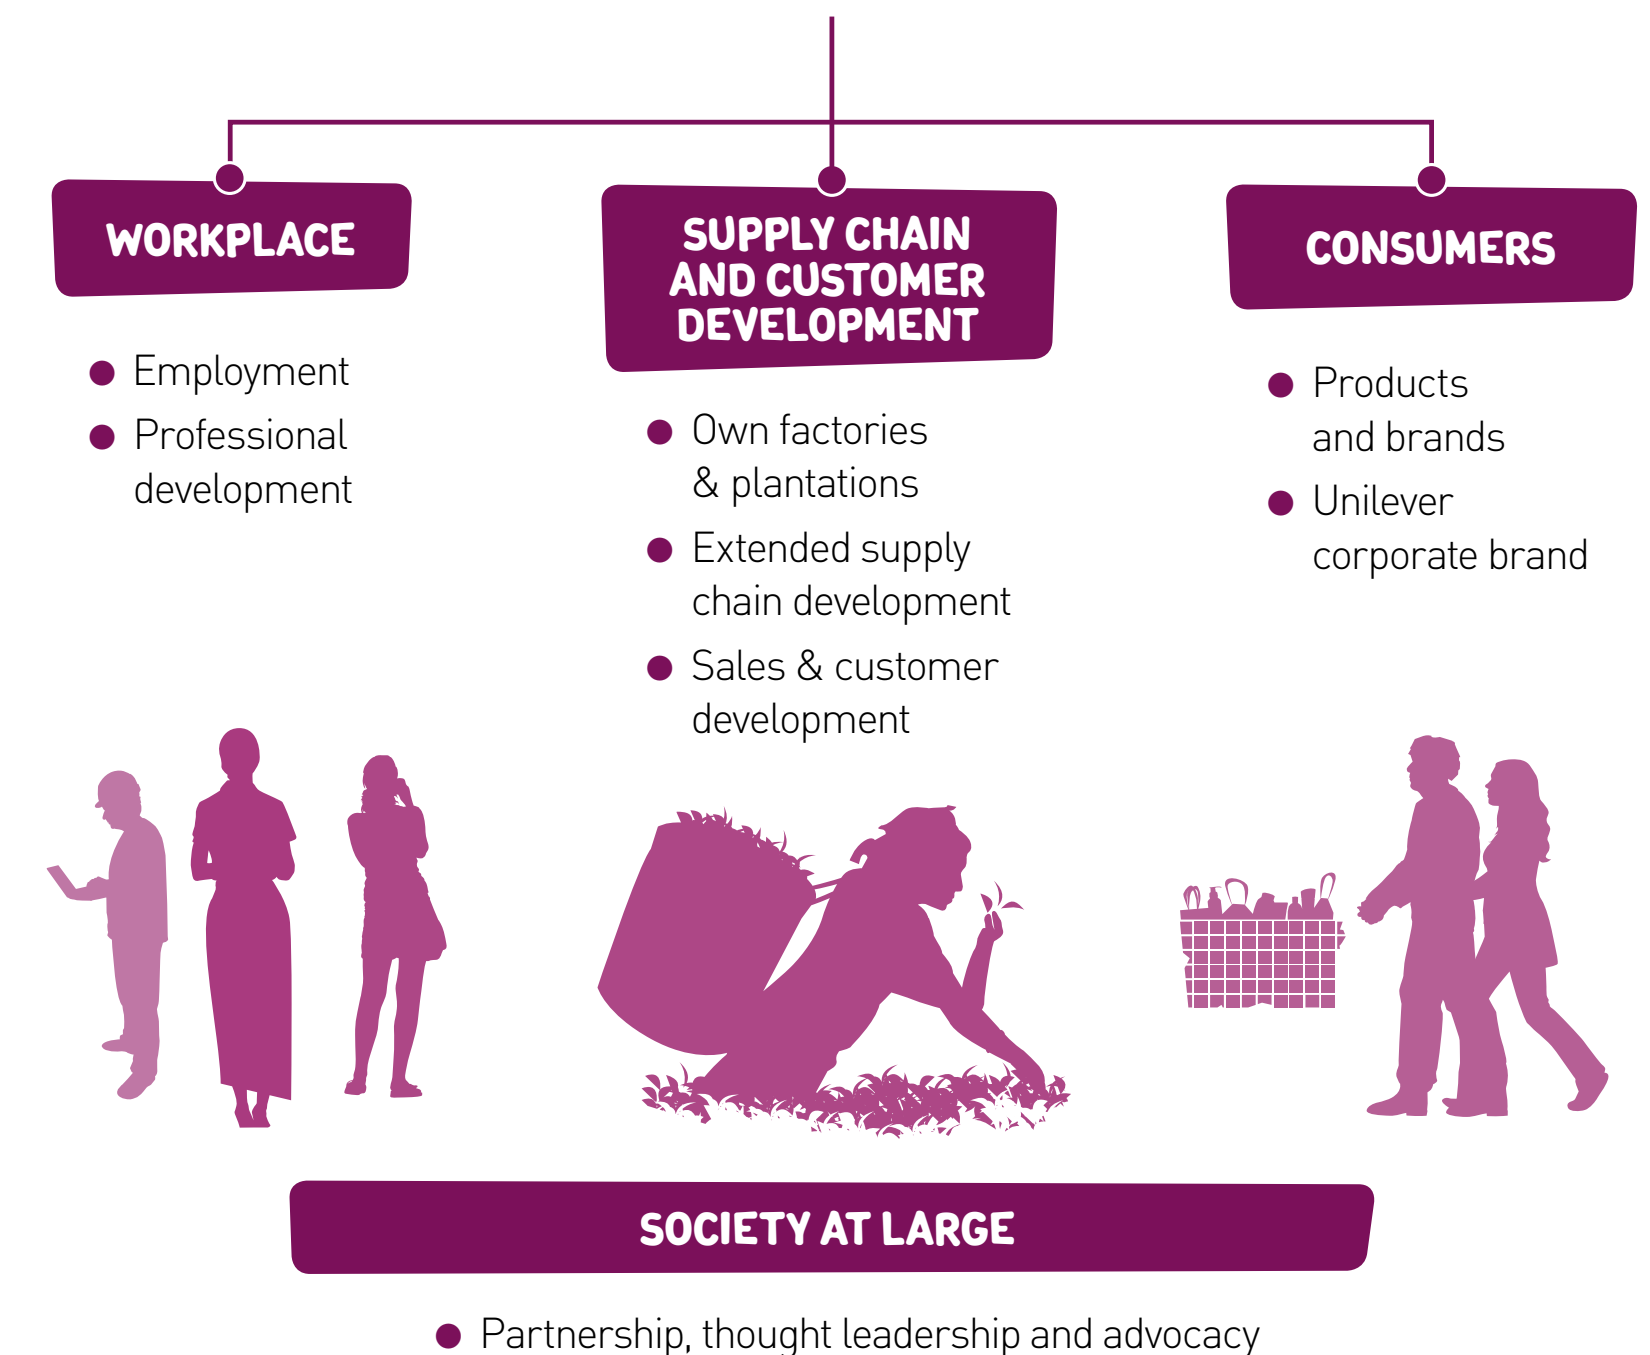 WORKPLACE
● Employment
● Professional
development
SUPPLY CHAIN
AND CUSTOMER
DEVELOPMENT
● Own factories
& plantations
● Extended supply
chain development
● Sales & customer
development
CONSUMERS
● Products
and brands
● Unilever
corporate brand
SOCIETY AT LARGE
● Partnership, thought leadership and advocacy